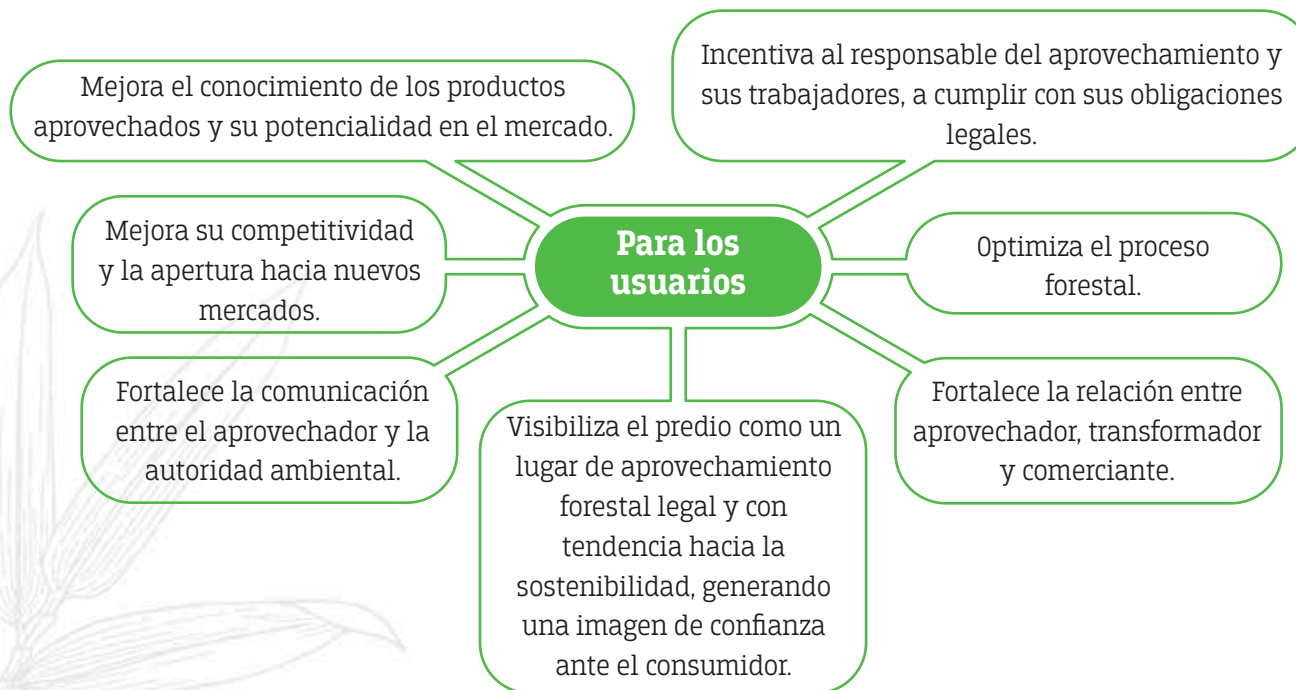 Mejora el conocimiento de los productos
aprovechados y su potencialidad en el mercado.
Incentiva al responsable del aprovechamiento y
sus trabajadores, a cumplir con sus obligaciones
legales.
Mejora su competitividad
y la apertura hacia nuevos
mercados.
Para los
usuarios
Optimiza el proceso
forestal.
Fortalece la comunicación
entre el aprovechador y la
autoridad ambiental.
Visibiliza el predio como un
lugar de aprovechamiento
forestal legal y con
tendencia hacia la
sostenibilidad, generando
una imagen de confianza
ante el consumidor.
Fortalece la relación entre
aprovechador, transformador
y comerciante.